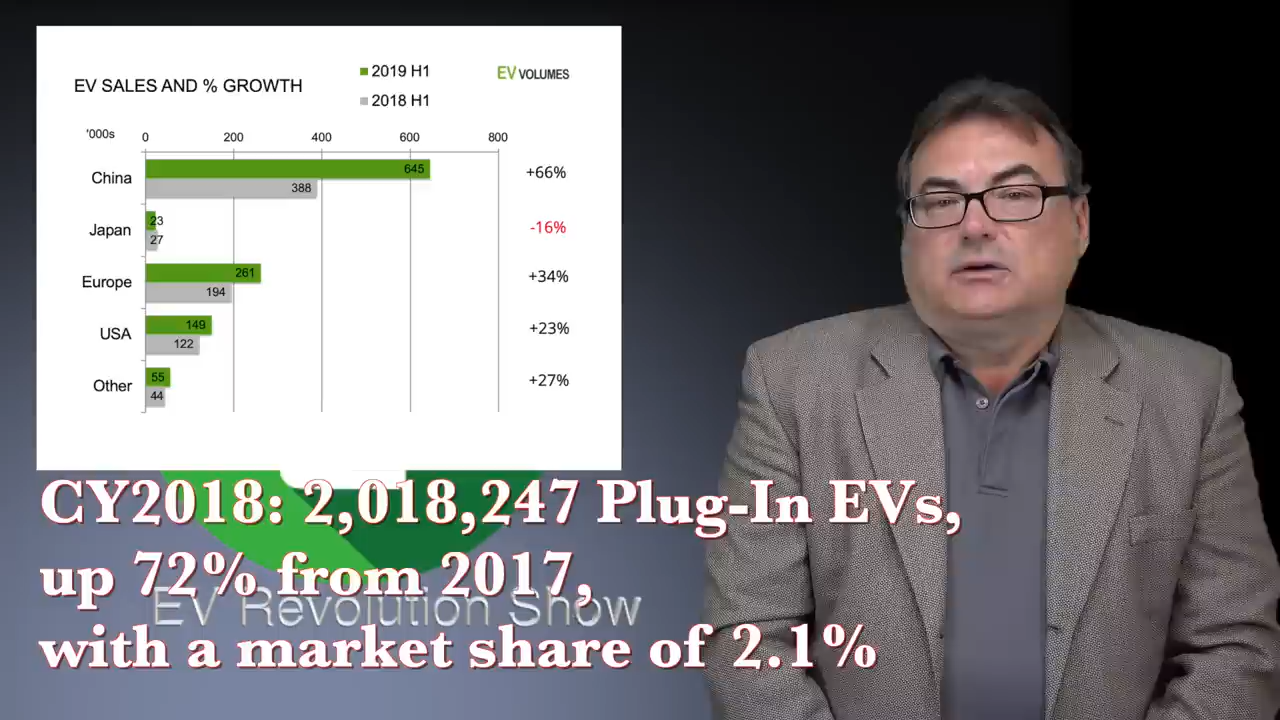 EV SALES AND % GROWTH
2019 H1
2018 H1
EV VOLUMES
'000s 0 200 400 600 800
China 645 388 +66%
Japan 23 27 -16%
Europe 261 194 +34%
USA 149 122 +23%
Other 55 44 +27%
CY2018: 2,018,247 Plug-In EVs,
up 72% from 2017,
EV Revolution Show
with a market share of 2.1%